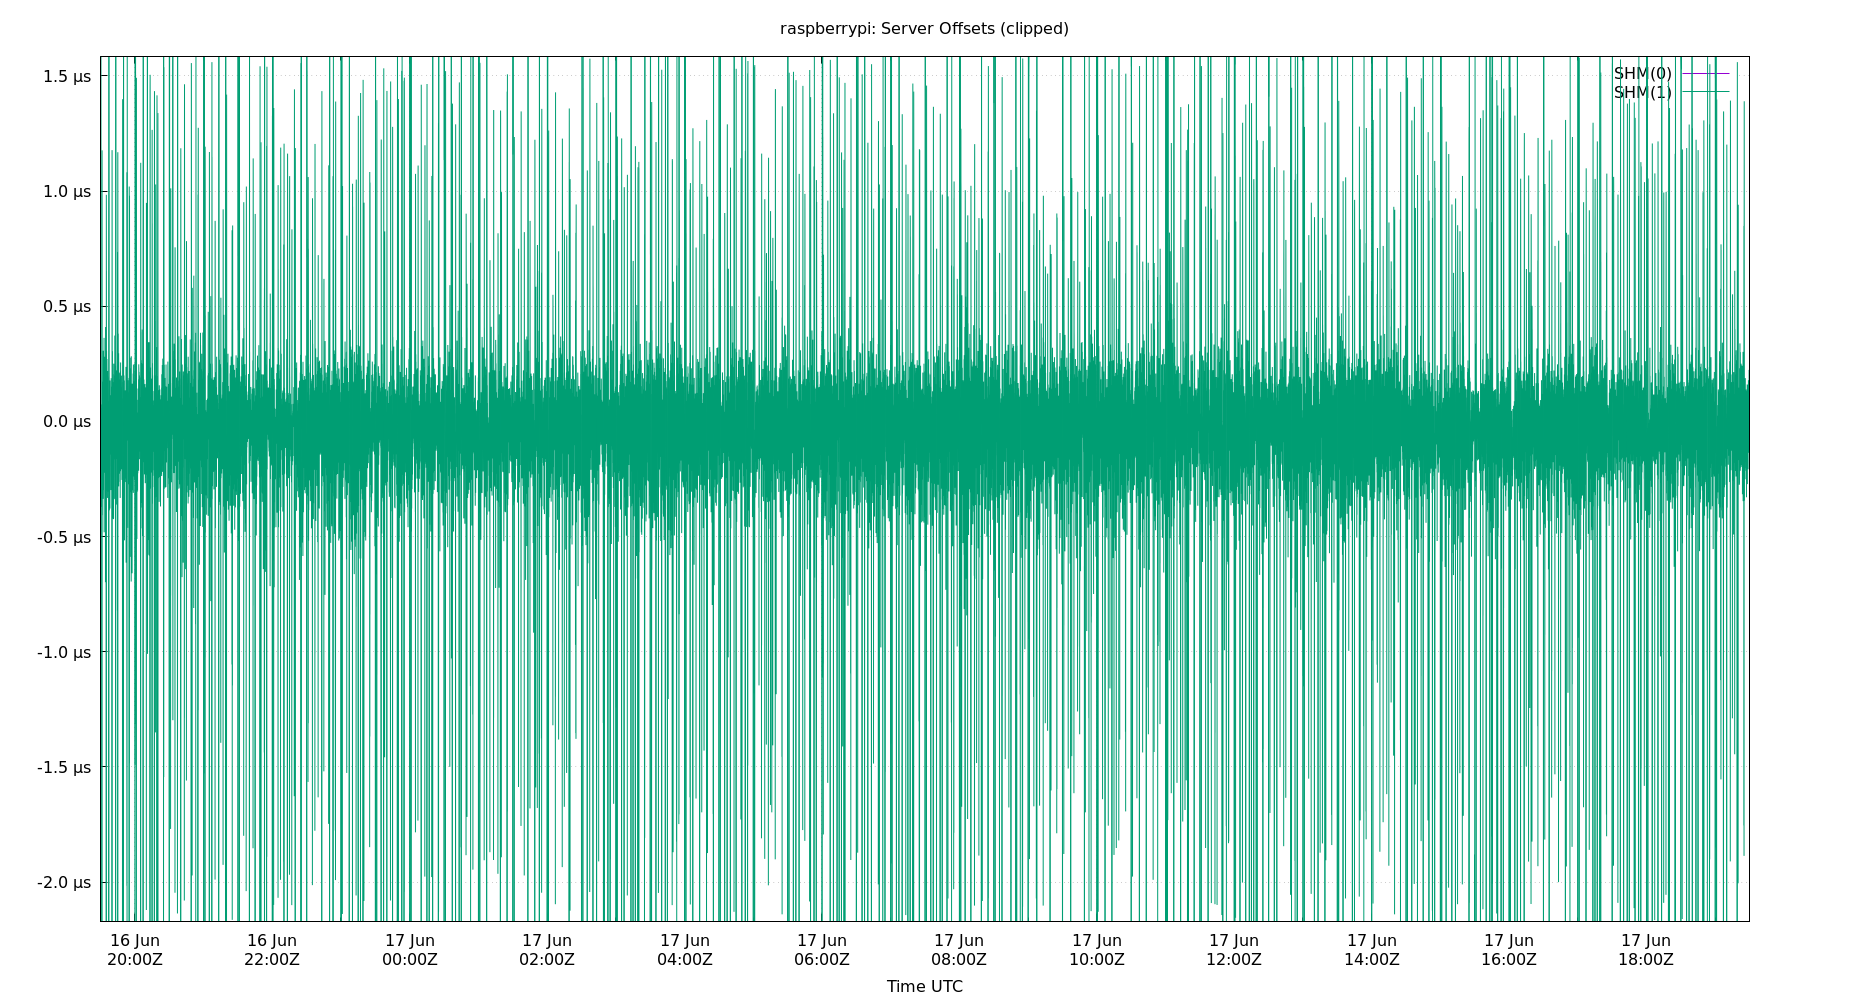 raspberrypi: Server Offsets (clipped)
SHM(0)
SHM(1)
1.5 µs
1.0 µs
0.5 µs
0.0 µs
-0.5 µs
-1.0 µs
-1.5 µs
-2.0 µs
16 Jun 16 Jun 17 Jun 17 Jun 17 Jun 17 Jun 17 Jun 17 Jun 17 Jun 17 Jun 17 Jun 17 Jun
20:00Z 22:00Z 00:00Z 02:00Z 04:00Z 06:00Z 08:00Z 10:00Z 12:00Z 14:00Z 16:00Z 18:00Z
Time UTC